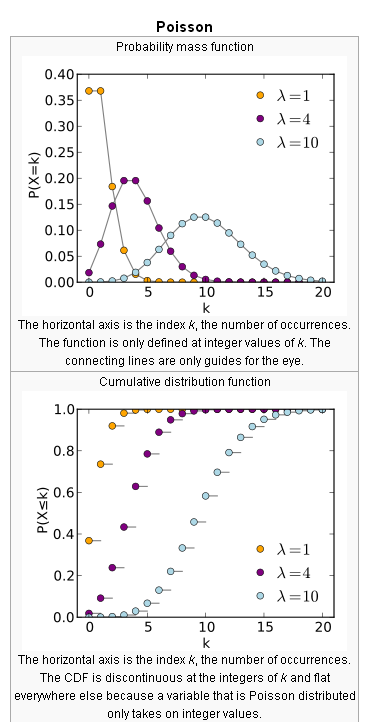 Poisson
Probability mass function
0.40
0.35
0.30
0.25
0.20
0.15
0.10
0.05
0.00
P(X=k)
λ=1
λ=4
λ=10
0 5 10 15 20
k
The horizontal axis is the index k, the number of occurrences.
The function is only defined at integer values of k. The
connecting lines are only guides for the eye.
Cumulative distribution function
1.0
0.8
0.6
0.4
0.2
0.0
P(X≤k)
λ=1
λ=4
λ=10
0 5 10 15 20
k
The horizontal axis is the index k, the number of occurrences.
The CDF is discontinuous at the integers of k and flat
everywhere else because a variable that is Poisson distributed
only takes on integer values.